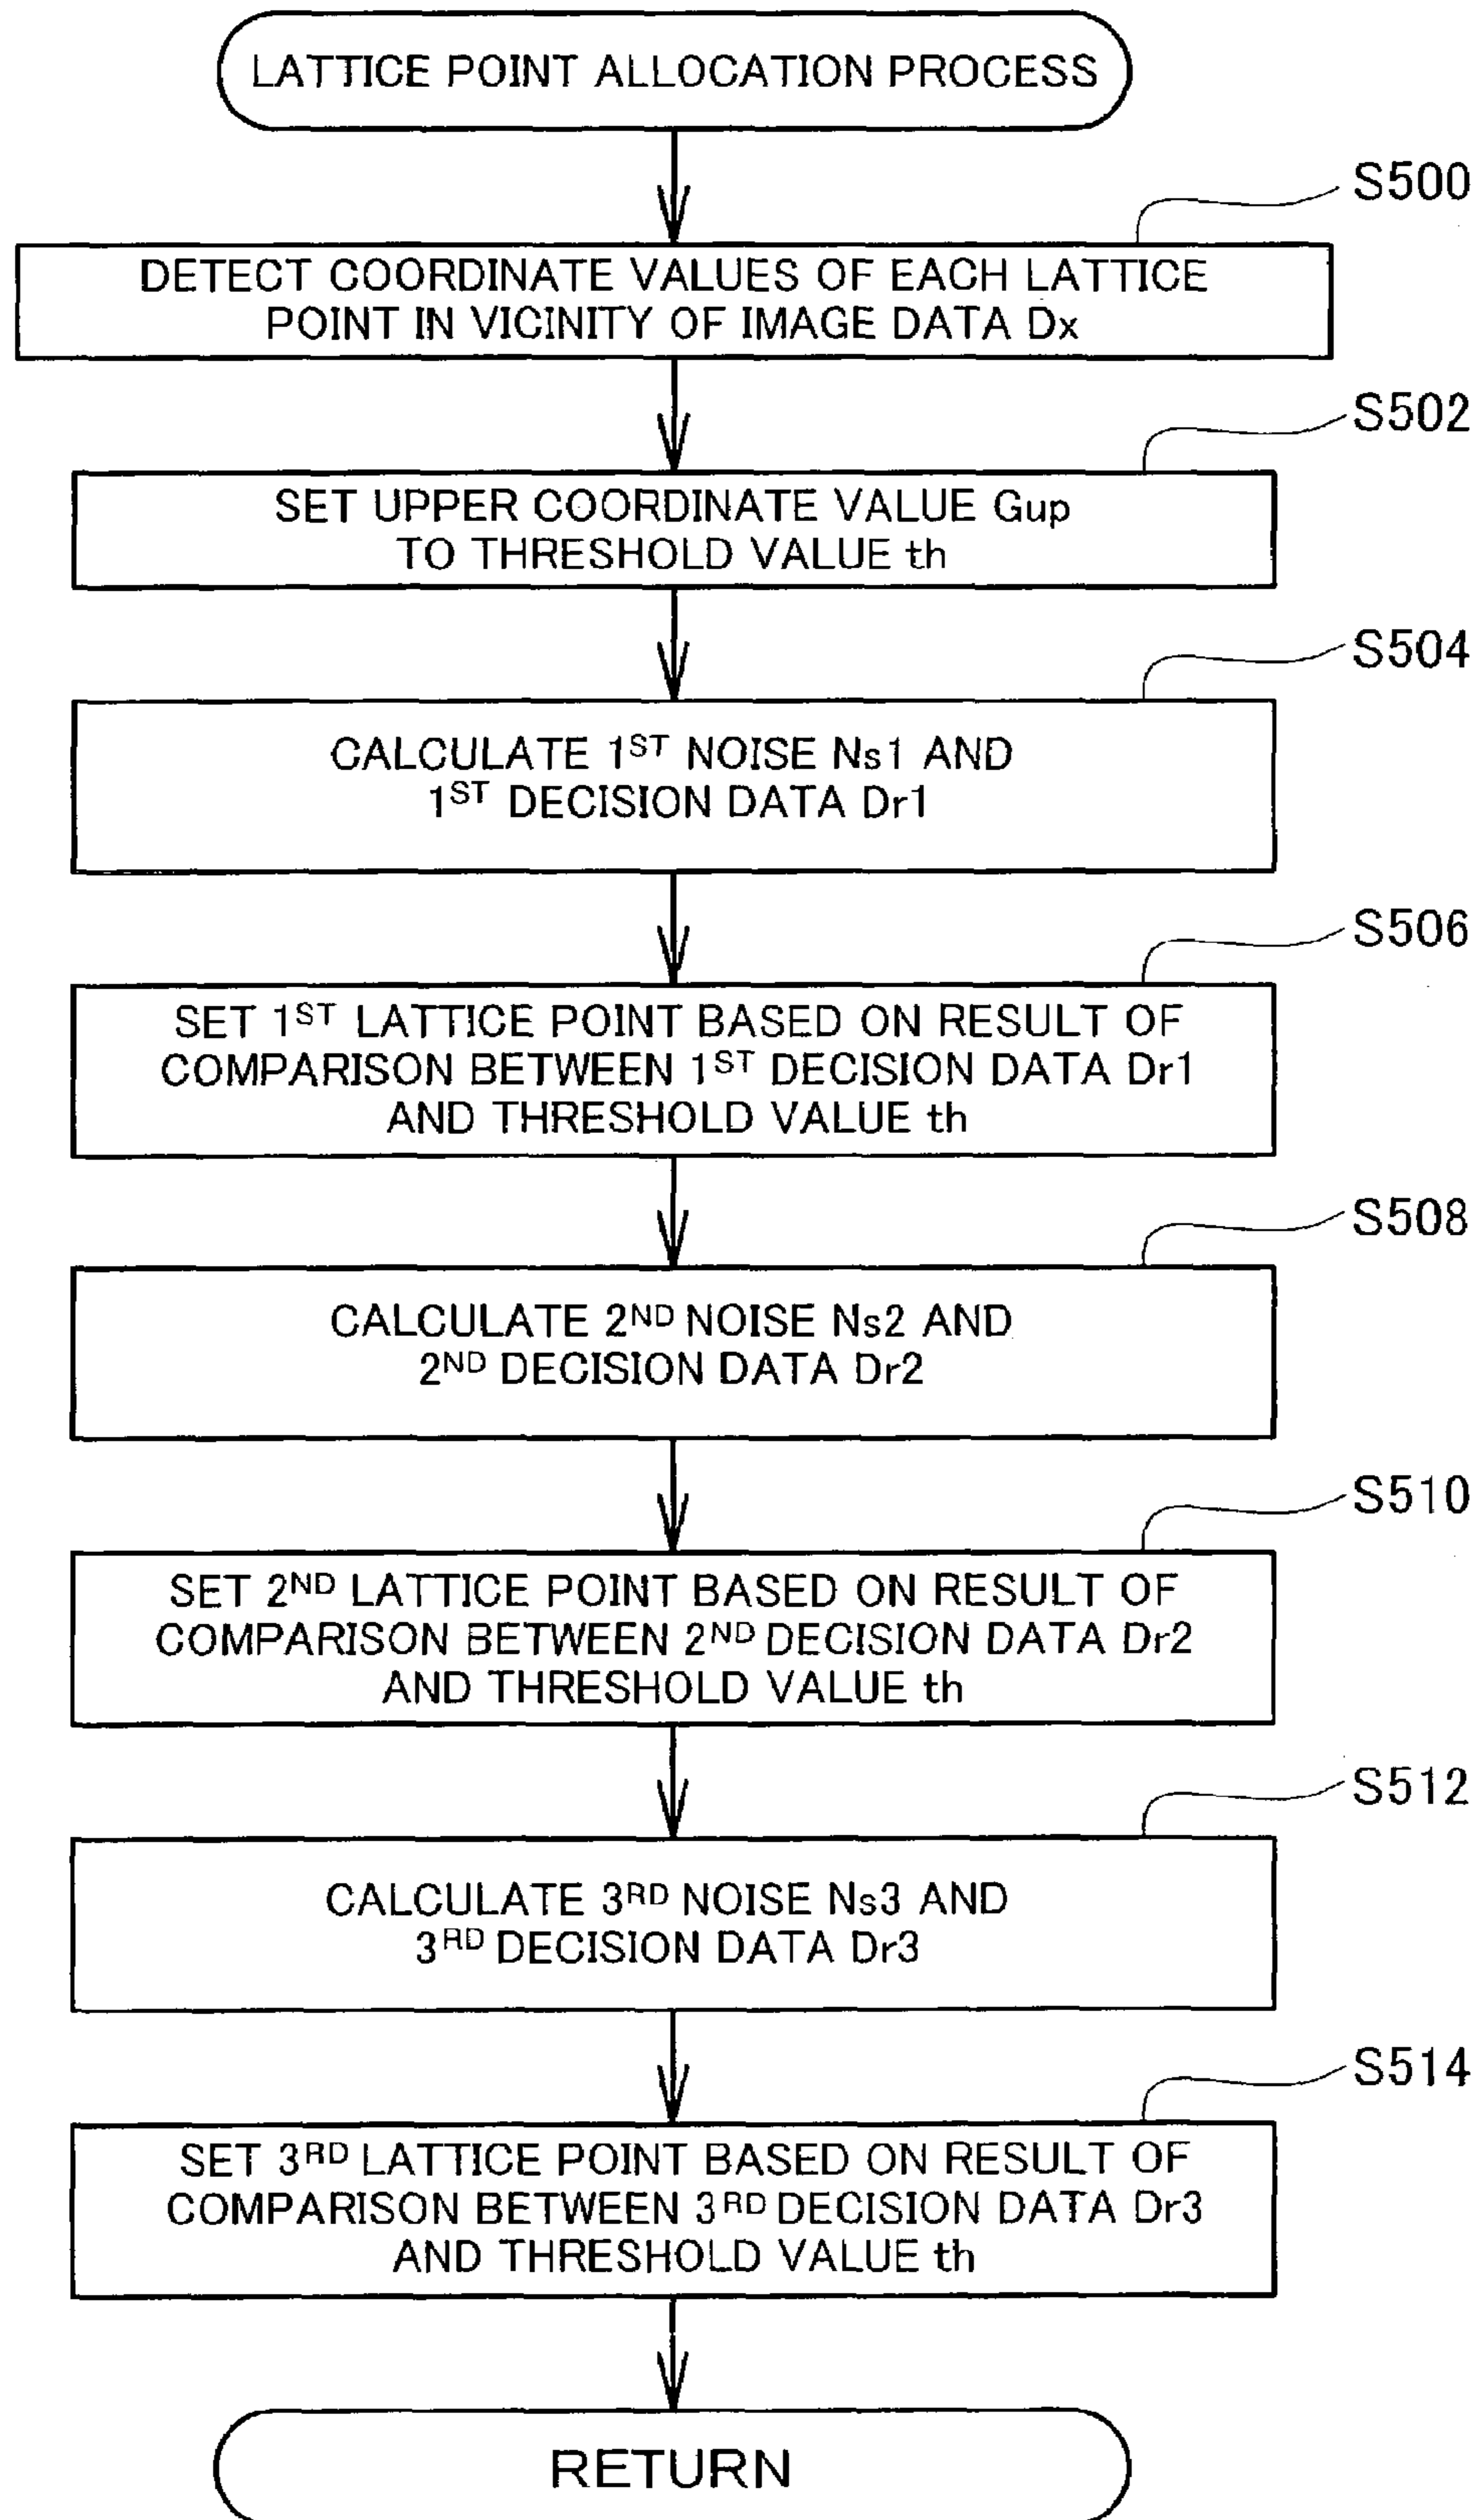 LATTICE POINT ALLOCATION PROCESS
S500
DETECT COORDINATE VALUES OF EACH LATTICE
POINT IN VICINITY OF IMAGE DATA Dx
S502
SET UPPER COORDINATE VALUE Gup
TO THRESHOLD VALUE th
S504
CALCULATE 1ST NOISE Ns1 AND
1ST DECISION DATA Dr1
S506
SET 1ST LATTICE POINT BASED ON RESULT OF
COMPARISON BETWEEN 1ST DECISION DATA Dr1
AND THRESHOLD VALUE th
S508
CALCULATE 2ND NOISE Ns2 AND
2ND DECISION DATA Dr2
S510
SET 2ND LATTICE POINT BASED ON RESULT OF
COMPARISON BETWEEN 2ND DECISION DATA Dr2
AND THRESHOLD VALUE th
S512
CALCULATE 3RD NOISE Ns3 AND
3RD DECISION DATA Dr3
S514
SET 3RD LATTICE POINT BASED ON RESULT OF
COMPARISON BETWEEN 3RD DECISION DATA Dr3
AND THRESHOLD VALUE th
RETURN